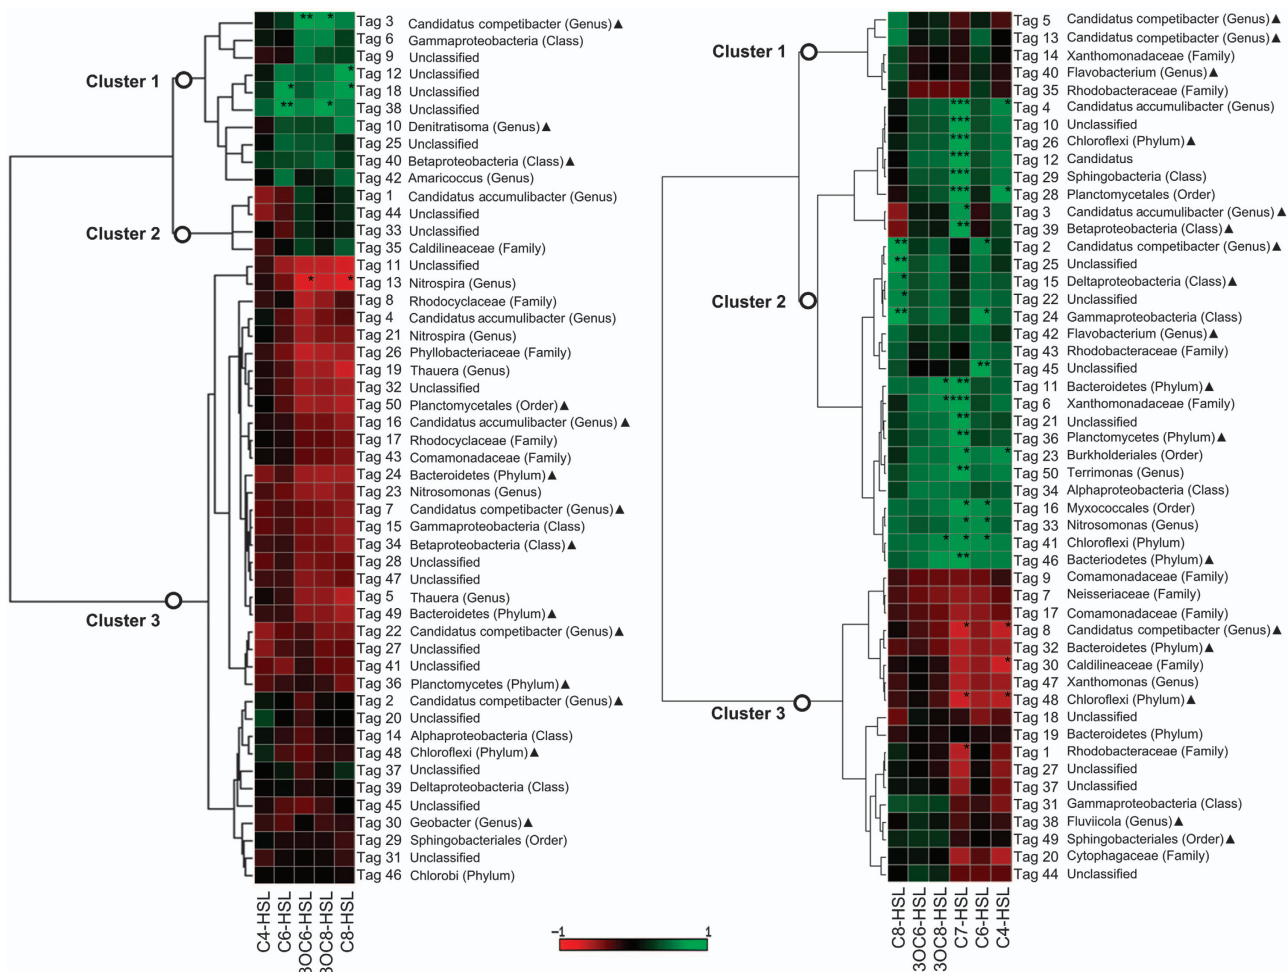 Cluster 1
Cluster 2
Cluster 3
Tag 3 Candidatus competibacter (Genus)▲
Tag 6 Gammaproteobacteria (Class)
Tag 9 Unclassified
Tag 12 Unclassified
Tag 18 Unclassified
Tag 38 Unclassified
Tag 10 Denitratisoma (Genus)▲
Tag 25 Unclassified
Tag 40 Betaproteobacteria (Class)▲
Tag 42 Amaricoccus (Genus)
Tag 1 Candidatus accumulibacter (Genus)
Tag 44 Unclassified
Tag 33 Unclassified
Tag 35 Caldilineaceae (Family)
Tag 11 Unclassified
Tag 13 Nitrospira (Genus)
Tag 8 Rhodocyclaceae (Family)
Tag 4 Candidatus accumulibacter (Genus)
Tag 21 Nitrospira (Genus)
Tag 26 Phyllobacteriaceae (Family)
Tag 19 Thauera (Genus)
Tag 32 Unclassified
Tag 50 Planctomycetales (Order)▲
Tag 16 Candidatus accumulibacter (Genus)▲
Tag 17 Rhodocyclaceae (Family)
Tag 43 Comamonadaceae (Family)
Tag 24 Bacteroidetes (Phylum)▲
Tag 23 Nitrosomonas (Genus)
Tag 7 Candidatus competibacter (Genus)▲
Tag 15 Gammaproteobacteria (Class)
Tag 34 Betaproteobacteria (Class)▲
Tag 28 Unclassified
Tag 47 Unclassified
Tag 5 Thauera (Genus)
Tag 49 Bacteroidetes (Phylum)▲
Tag 22 Candidatus competibacter (Genus)▲
Tag 27 Unclassified
Tag 41 Unclassified
Tag 36 Planctomycetes (Phylum)▲
Tag 2 Candidatus competibacter (Genus)▲
Tag 20 Unclassified
Tag 14 Alphaproteobacteria (Class)
Tag 48 Chloroflexi (Phylum)▲
Tag 37 Unclassified
Tag 39 Deltaproteobacteria (Class)
Tag 45 Unclassified
Tag 30 Geobacter (Genus)▲
Tag 29 Sphingobacteriales (Order)
Tag 31 Unclassified
Tag 46 Chlorobi (Phylum)
C4-HSL
C6-HSL
3OC6-HSL
3OC8-HSL
C8-HSL
−1 1
Cluster 1
Cluster 2
Cluster 3
Tag 5 Candidatus competibacter (Genus)▲
Tag 13 Candidatus competibacter (Genus)▲
Tag 14 Xanthomonadaceae (Family)
Tag 40 Flavobacterium (Genus)▲
Tag 35 Rhodobacteraceae (Family)
Tag 4 Candidatus accumulibacter (Genus)
Tag 10 Unclassified
Tag 26 Chloroflexi (Phylum)▲
Tag 12 Candidatus
Tag 29 Sphingobacteria (Class)
Tag 28 Planctomycetales (Order)
Tag 3 Candidatus accumulibacter (Genus)▲
Tag 39 Betaproteobacteria (Class)▲
Tag 2 Candidatus competibacter (Genus)▲
Tag 25 Unclassified
Tag 15 Deltaproteobacteria (Class)▲
Tag 22 Unclassified
Tag 24 Gammaproteobacteria (Class)
Tag 42 Flavobacterium (Genus)▲
Tag 43 Rhodobacteraceae (Family)
Tag 45 Unclassified
Tag 11 Bacteroidetes (Phylum)▲
Tag 6 Xanthomonadaceae (Family)
Tag 21 Unclassified
Tag 36 Planctomycetes (Phylum)▲
Tag 23 Burkholderiales (Order)
Tag 50 Terrimonas (Genus)
Tag 34 Alphaproteobacteria (Class)
Tag 16 Myxococcales (Order)
Tag 33 Nitrosomonas (Genus)
Tag 41 Chloroflexi (Phylum)
Tag 46 Bacteriodetes (Phylum)▲
Tag 9 Comamonadaceae (Family)
Tag 7 Neisseriaceae (Family)
Tag 17 Comamonadaceae (Family)
Tag 8 Candidatus competibacter (Genus)▲
Tag 32 Bacteroidetes (Phylum)▲
Tag 30 Caldilineaceae (Family)
Tag 47 Xanthomonas (Genus)
Tag 48 Chloroflexi (Phylum)▲
Tag 18 Unclassified
Tag 19 Bacteroidetes (Phylum)
Tag 1 Rhodobacteraceae (Family)
Tag 27 Unclassified
Tag 37 Unclassified
Tag 31 Gammaproteobacteria (Class)
Tag 38 Fluviicola (Genus)▲
Tag 49 Sphingobacteriales (Order)▲
Tag 20 Cytophagaceae (Family)
Tag 44 Unclassified
C8-HSL
3OC6-HSL
3OC8-HSL
C7-HSL
C6-HSL
C4-HSL